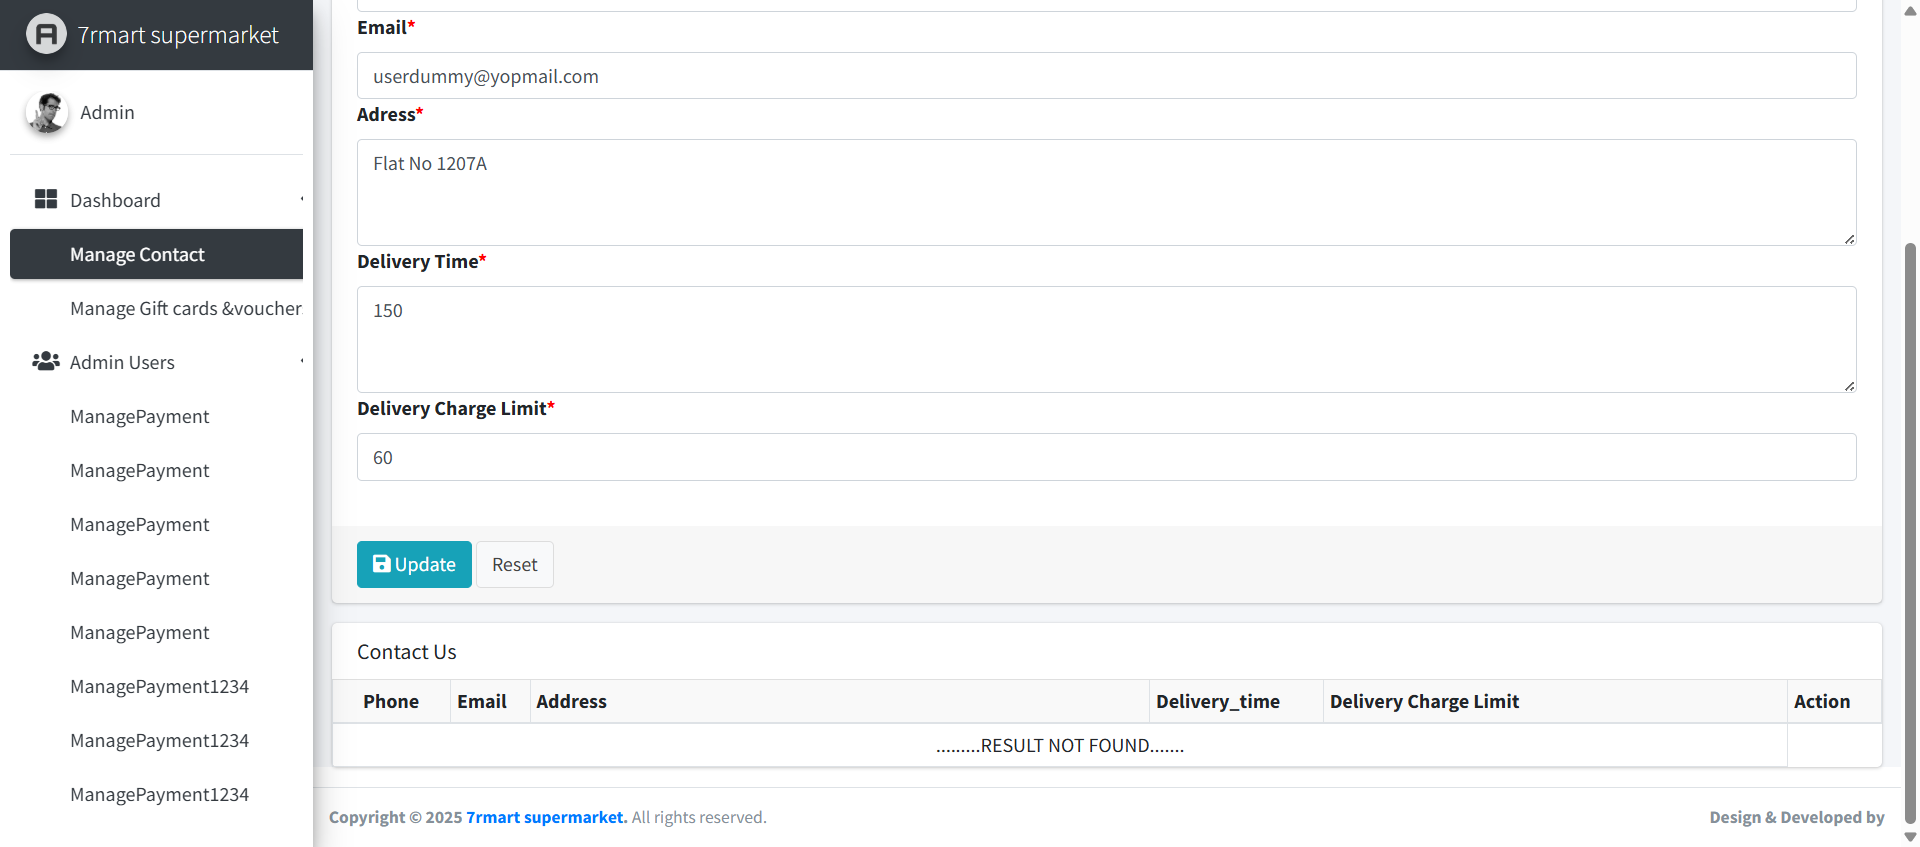 7rmart supermarket
Admin
Dashboard
Manage Contact
Manage Gift cards &voucher
Admin Users
ManagePayment
ManagePayment
ManagePayment
ManagePayment
ManagePayment
ManagePayment1234
ManagePayment1234
ManagePayment1234
Email*
userdummy@yopmail.com
Adress*
Flat No 1207A
Delivery Time*
150
Delivery Charge Limit*
60
Update Reset
Contact Us
Phone Email Address Delivery_time Delivery Charge Limit Action
.........RESULT NOT FOUND.......
Copyright © 2025 7rmart supermarket. All rights reserved. Design & Developed by